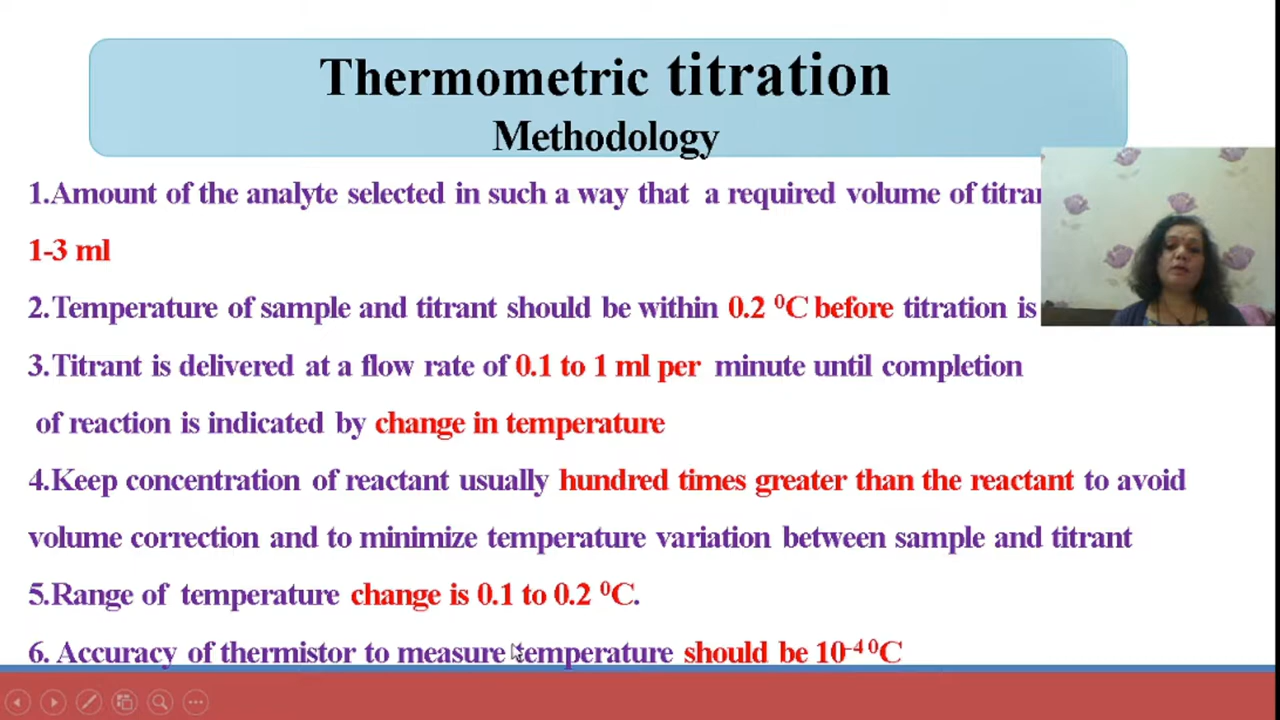 Thermometric titration
Methodology
1.Amount of the analyte selected in such a way that a required volume of
1-3 ml
2.Temperature of sample and titrant should be within 0.2 ⁰C before titration is
3.Titrant is delivered at a flow rate of 0.1 to 1 ml per minute until completion
of reaction is indicated by change in temperature
4.Keep concentration of reactant usually hundred times greater than the reactant to avoid
volume correction and to minimize temperature variation between sample and titrant
5.Range of temperature change is 0.1 to 0.2 ⁰C.
6. Accuracy of thermistor to measure temperature should be 10⁻⁴ ⁰C